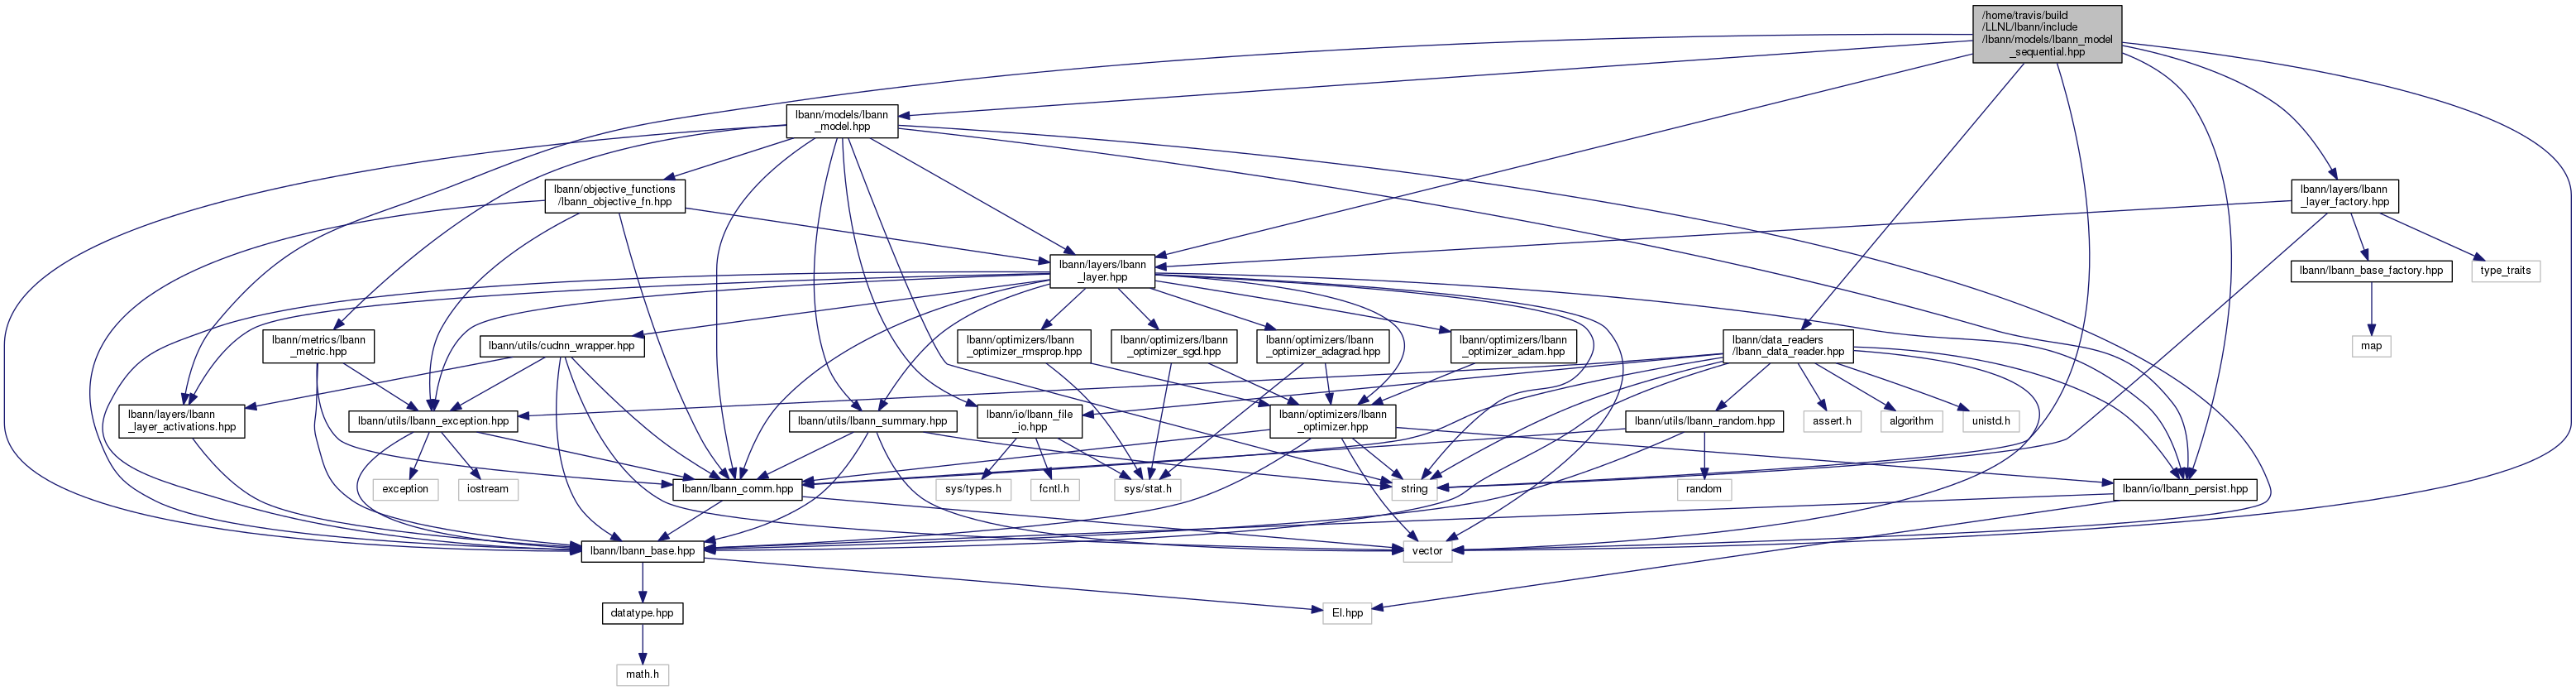 /home/travis/build
/LLNL/lbann/include
/lbann/models/lbann_model
_sequential.hpp
lbann/models/lbann
_model.hpp
lbann/objective_functions
/lbann_objective_fn.hpp
lbann/layers/lbann
_layer_factory.hpp
lbann/layers/lbann
_layer.hpp
lbann/lbann_base_factory.hpp
type_traits
lbann/metrics/lbann
_metric.hpp
lbann/utils/cudnn_wrapper.hpp
lbann/optimizers/lbann
_optimizer_rmsprop.hpp
lbann/optimizers/lbann
_optimizer_sgd.hpp
lbann/optimizers/lbann
_optimizer_adagrad.hpp
lbann/optimizers/lbann
_optimizer_adam.hpp
lbann/data_readers
/lbann_data_reader.hpp
map
lbann/layers/lbann
_layer_activations.hpp
lbann/utils/lbann_exception.hpp
lbann/utils/lbann_summary.hpp
lbann/io/lbann_file
_io.hpp
lbann/optimizers/lbann
_optimizer.hpp
lbann/utils/lbann_random.hpp
assert.h
algorithm
unistd.h
exception
iostream
lbann/lbann_comm.hpp
sys/types.h
fcntl.h
sys/stat.h
string
random
lbann/io/lbann_persist.hpp
lbann/lbann_base.hpp
vector
datatype.hpp
El.hpp
math.h